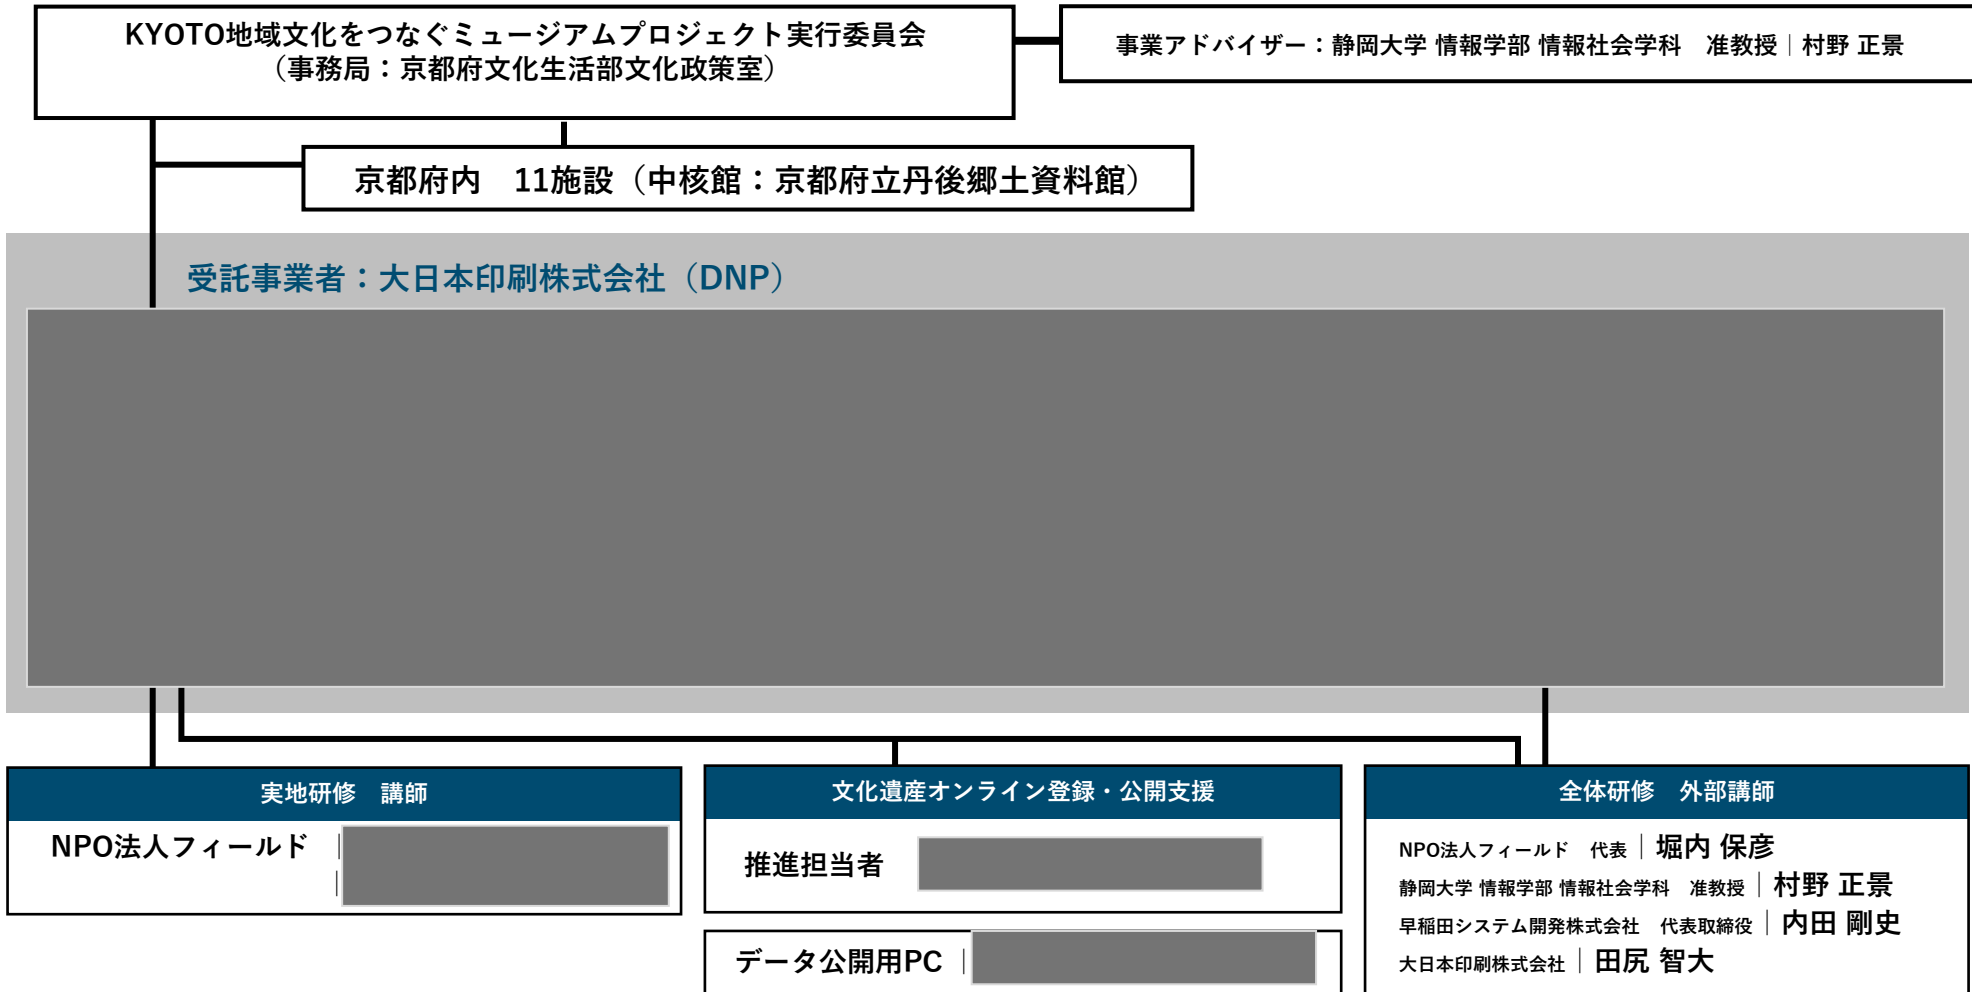 KYOTO地域文化をつなぐミュージアムプロジェクト実行委員会
（事務局：京都府文化生活部文化政策室）
事業アドバイザー：静岡大学 情報学部 情報社会学科　准教授｜村野 正景
京都府内　11施設（中核館：京都府立丹後郷土資料館）
受託事業者：大日本印刷株式会社（DNP）
実地研修　講師
NPO法人フィールド　｜
｜
文化遺産オンライン登録・公開支援
推進担当者
データ公開用PC｜
全体研修　外部講師
NPO法人フィールド　代表｜堀内 保彦
静岡大学 情報学部 情報社会学科　准教授｜村野 正景
早稲田システム開発株式会社　代表取締役｜内田 剛史
大日本印刷株式会社｜田尻 智大